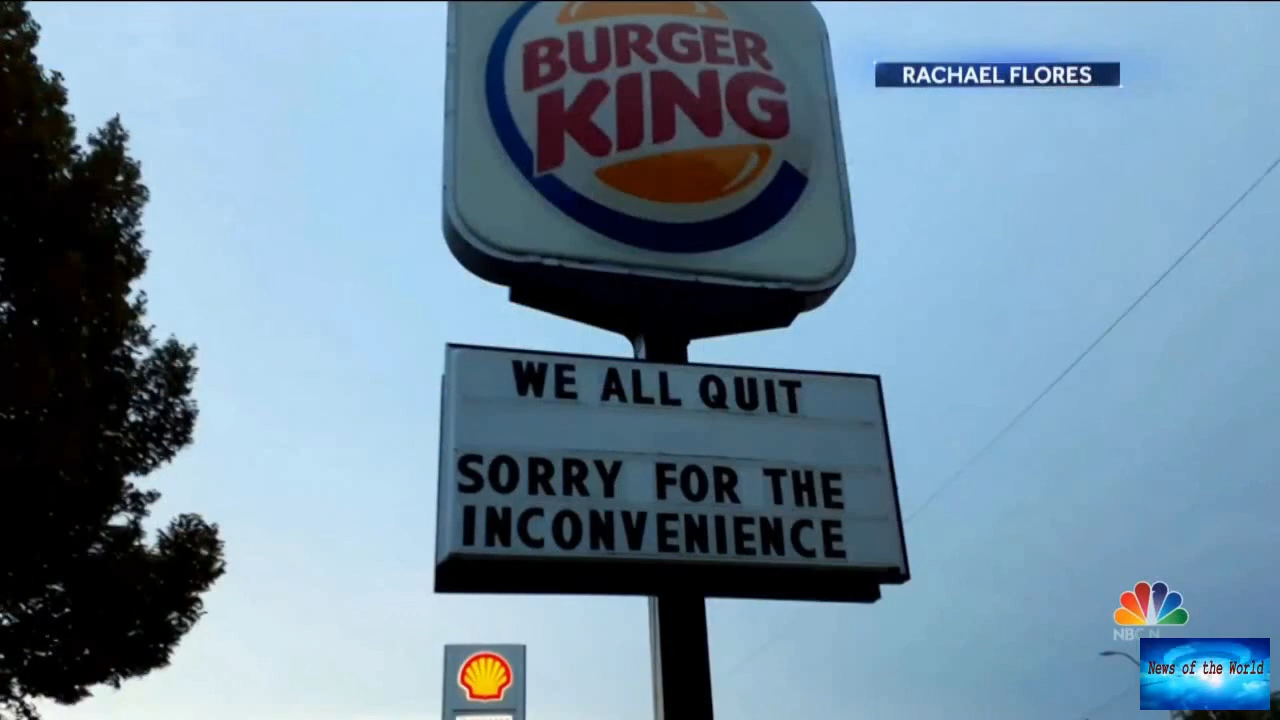 BURGER
KING
RACHAEL FLORES
WE ALL QUIT
SORRY FOR THE
INCONVENIENCE
News of the World